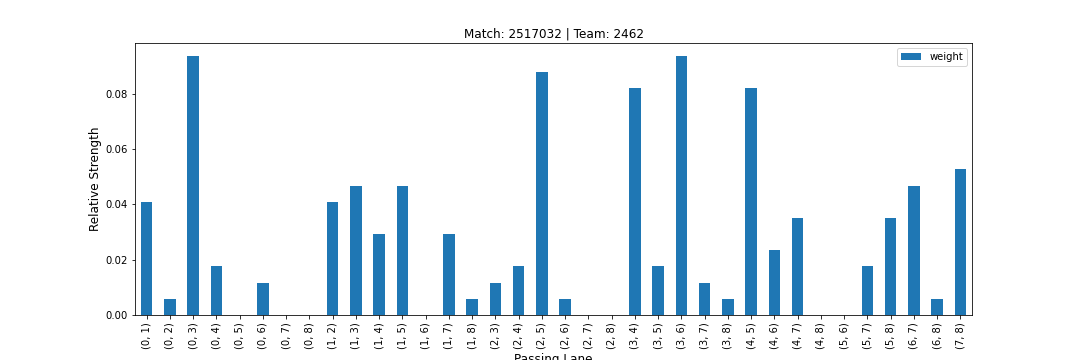 Match: 2517032 | Team: 2462
weight
Relative Strength
0.08
0.06
0.04
0.02
0.00
(0, 1) (0, 2) (0, 3) (0, 4) (0, 5) (0, 6) (0, 7) (0, 8) (1, 2) (1, 3) (1, 4) (1, 5) (1, 6) (1, 7) (1, 8) (2, 3) (2, 4) (2, 5) (2, 6) (2, 7) (2, 8) (3, 4) (3, 5) (3, 6) (3, 7) (3, 8) (4, 5) (4, 6) (4, 7) (4, 8) (5, 6) (5, 7) (5, 8) (6, 7) (6, 8) (7, 8)
Passing Lane